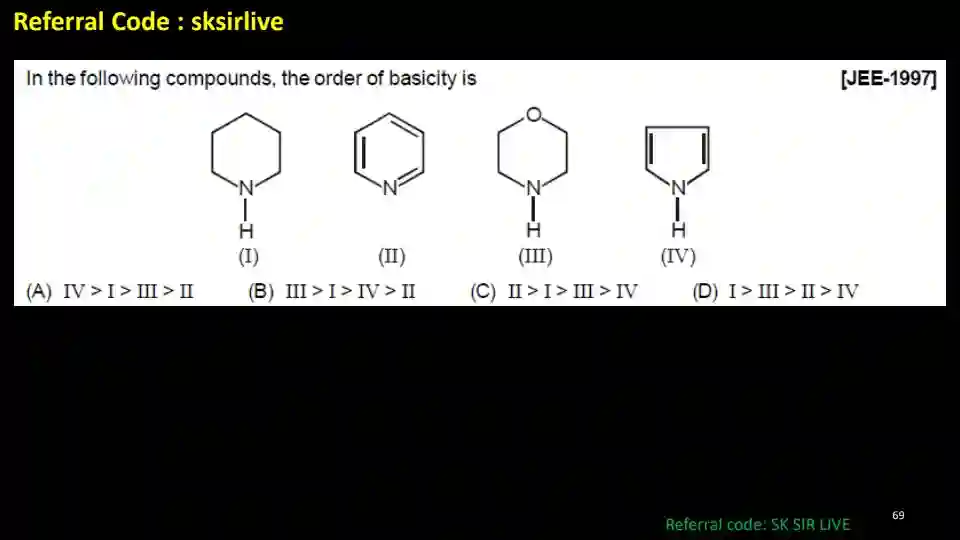 Referral Code : sksirlive
In the following compounds, the order of basicity is [JEE-1997]
O
N N N N
H H H
(I) (II) (III) (IV)
(A) IV > I > III > II (B) III > I > IV > II (C) II > I > III > IV (D) I > III > II > IV
69
Referral code: SK SIR LIVE